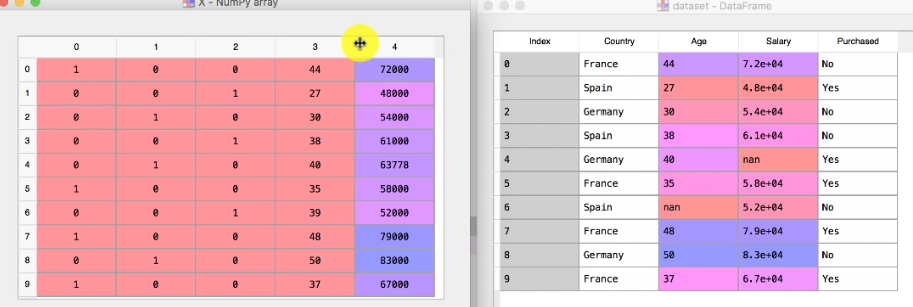 X - NumPy array
0 1 2 3 4
0 1 0 0 44 72000
1 0 0 1 27 48000
2 0 1 0 30 54000
3 0 0 1 38 61000
4 0 1 0 40 63778
5 1 0 0 35 58000
6 0 0 1 39 52000
7 1 0 0 48 79000
8 0 1 0 50 83000
9 1 0 0 37 67000
dataset - DataFrame
Index Country Age Salary Purchased
0 France 44 7.2e+04 No
1 Spain 27 4.8e+04 Yes
2 Germany 30 5.4e+04 No
3 Spain 38 6.1e+04 No
4 Germany 40 nan Yes
5 France 35 5.8e+04 Yes
6 Spain nan 5.2e+04 No
7 France 48 7.9e+04 Yes
8 Germany 50 8.3e+04 No
9 France 37 6.7e+04 Yes